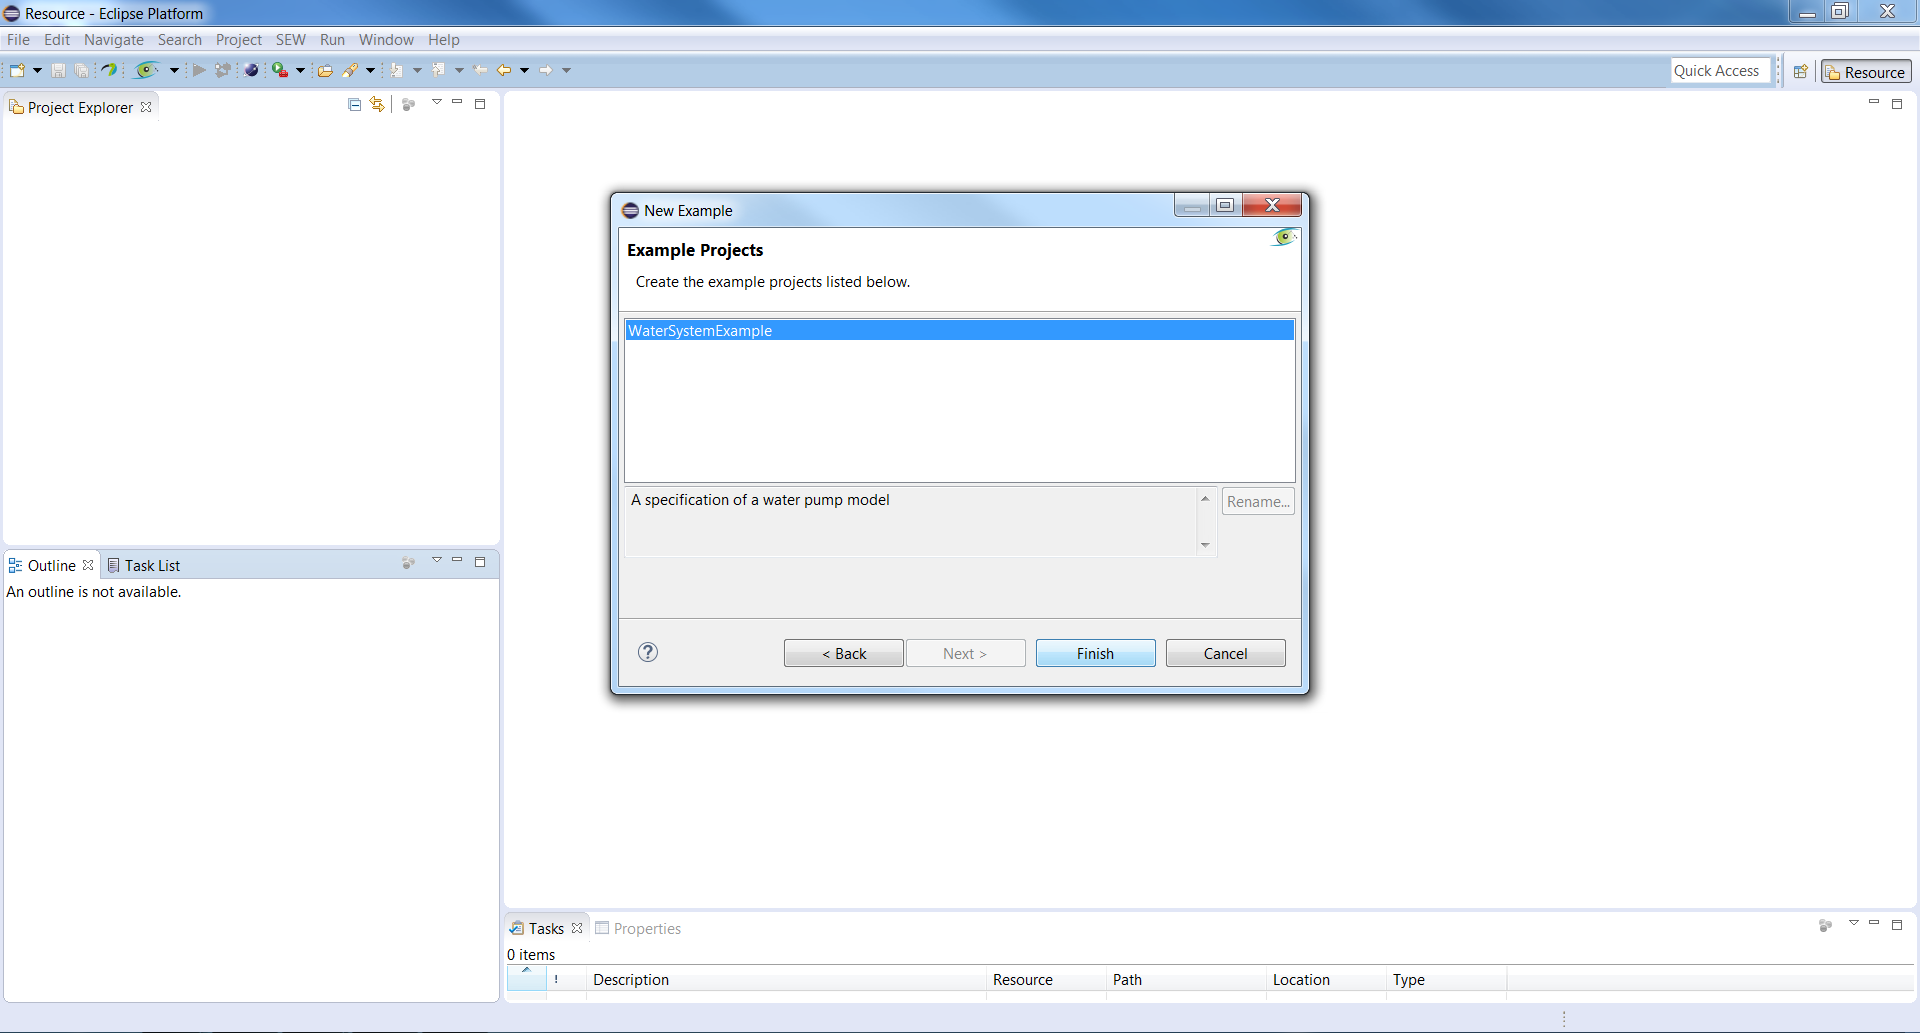 Resource - Eclipse Platform
File Edit Navigate Search Project SEW Run Window Help
Quick Access
Resource
Project Explorer
New Example
Example Projects
Create the example projects listed below.
WaterSystemExample
A specification of a water pump model
Rename...
Outline Task List
An outline is not available.
< Back Next > Finish Cancel
Tasks Properties
0 items
! Description Resource Path Location Type